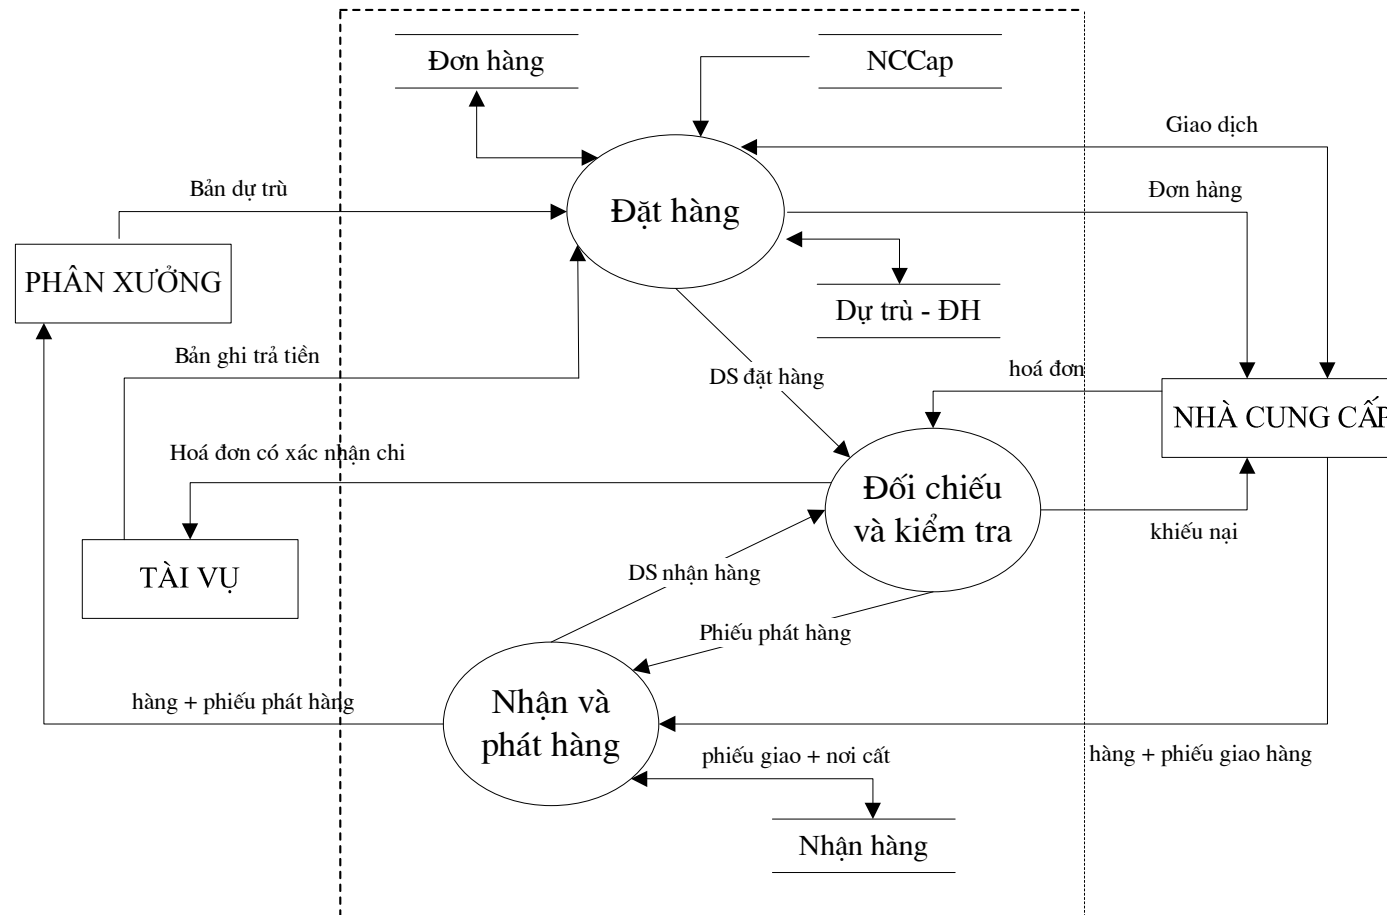 Đơn hàng
NCCap
Giao dịch
Bản dự trù
Đơn hàng
Đặt hàng
PHÂN XƯỞNG
Dự trù - ĐH
Bản ghi trả tiền
DS đặt hàng
hoá đơn
NHÀ CUNG CẤP
Hoá đơn có xác nhận chi
Đối chiếu
và kiểm tra
khiếu nại
TÀI VỤ
DS nhận hàng
Phiếu phát hàng
hàng + phiếu phát hàng
Nhận và
phát hàng
phiếu giao + nơi cất
hàng + phiếu giao hàng
Nhận hàng